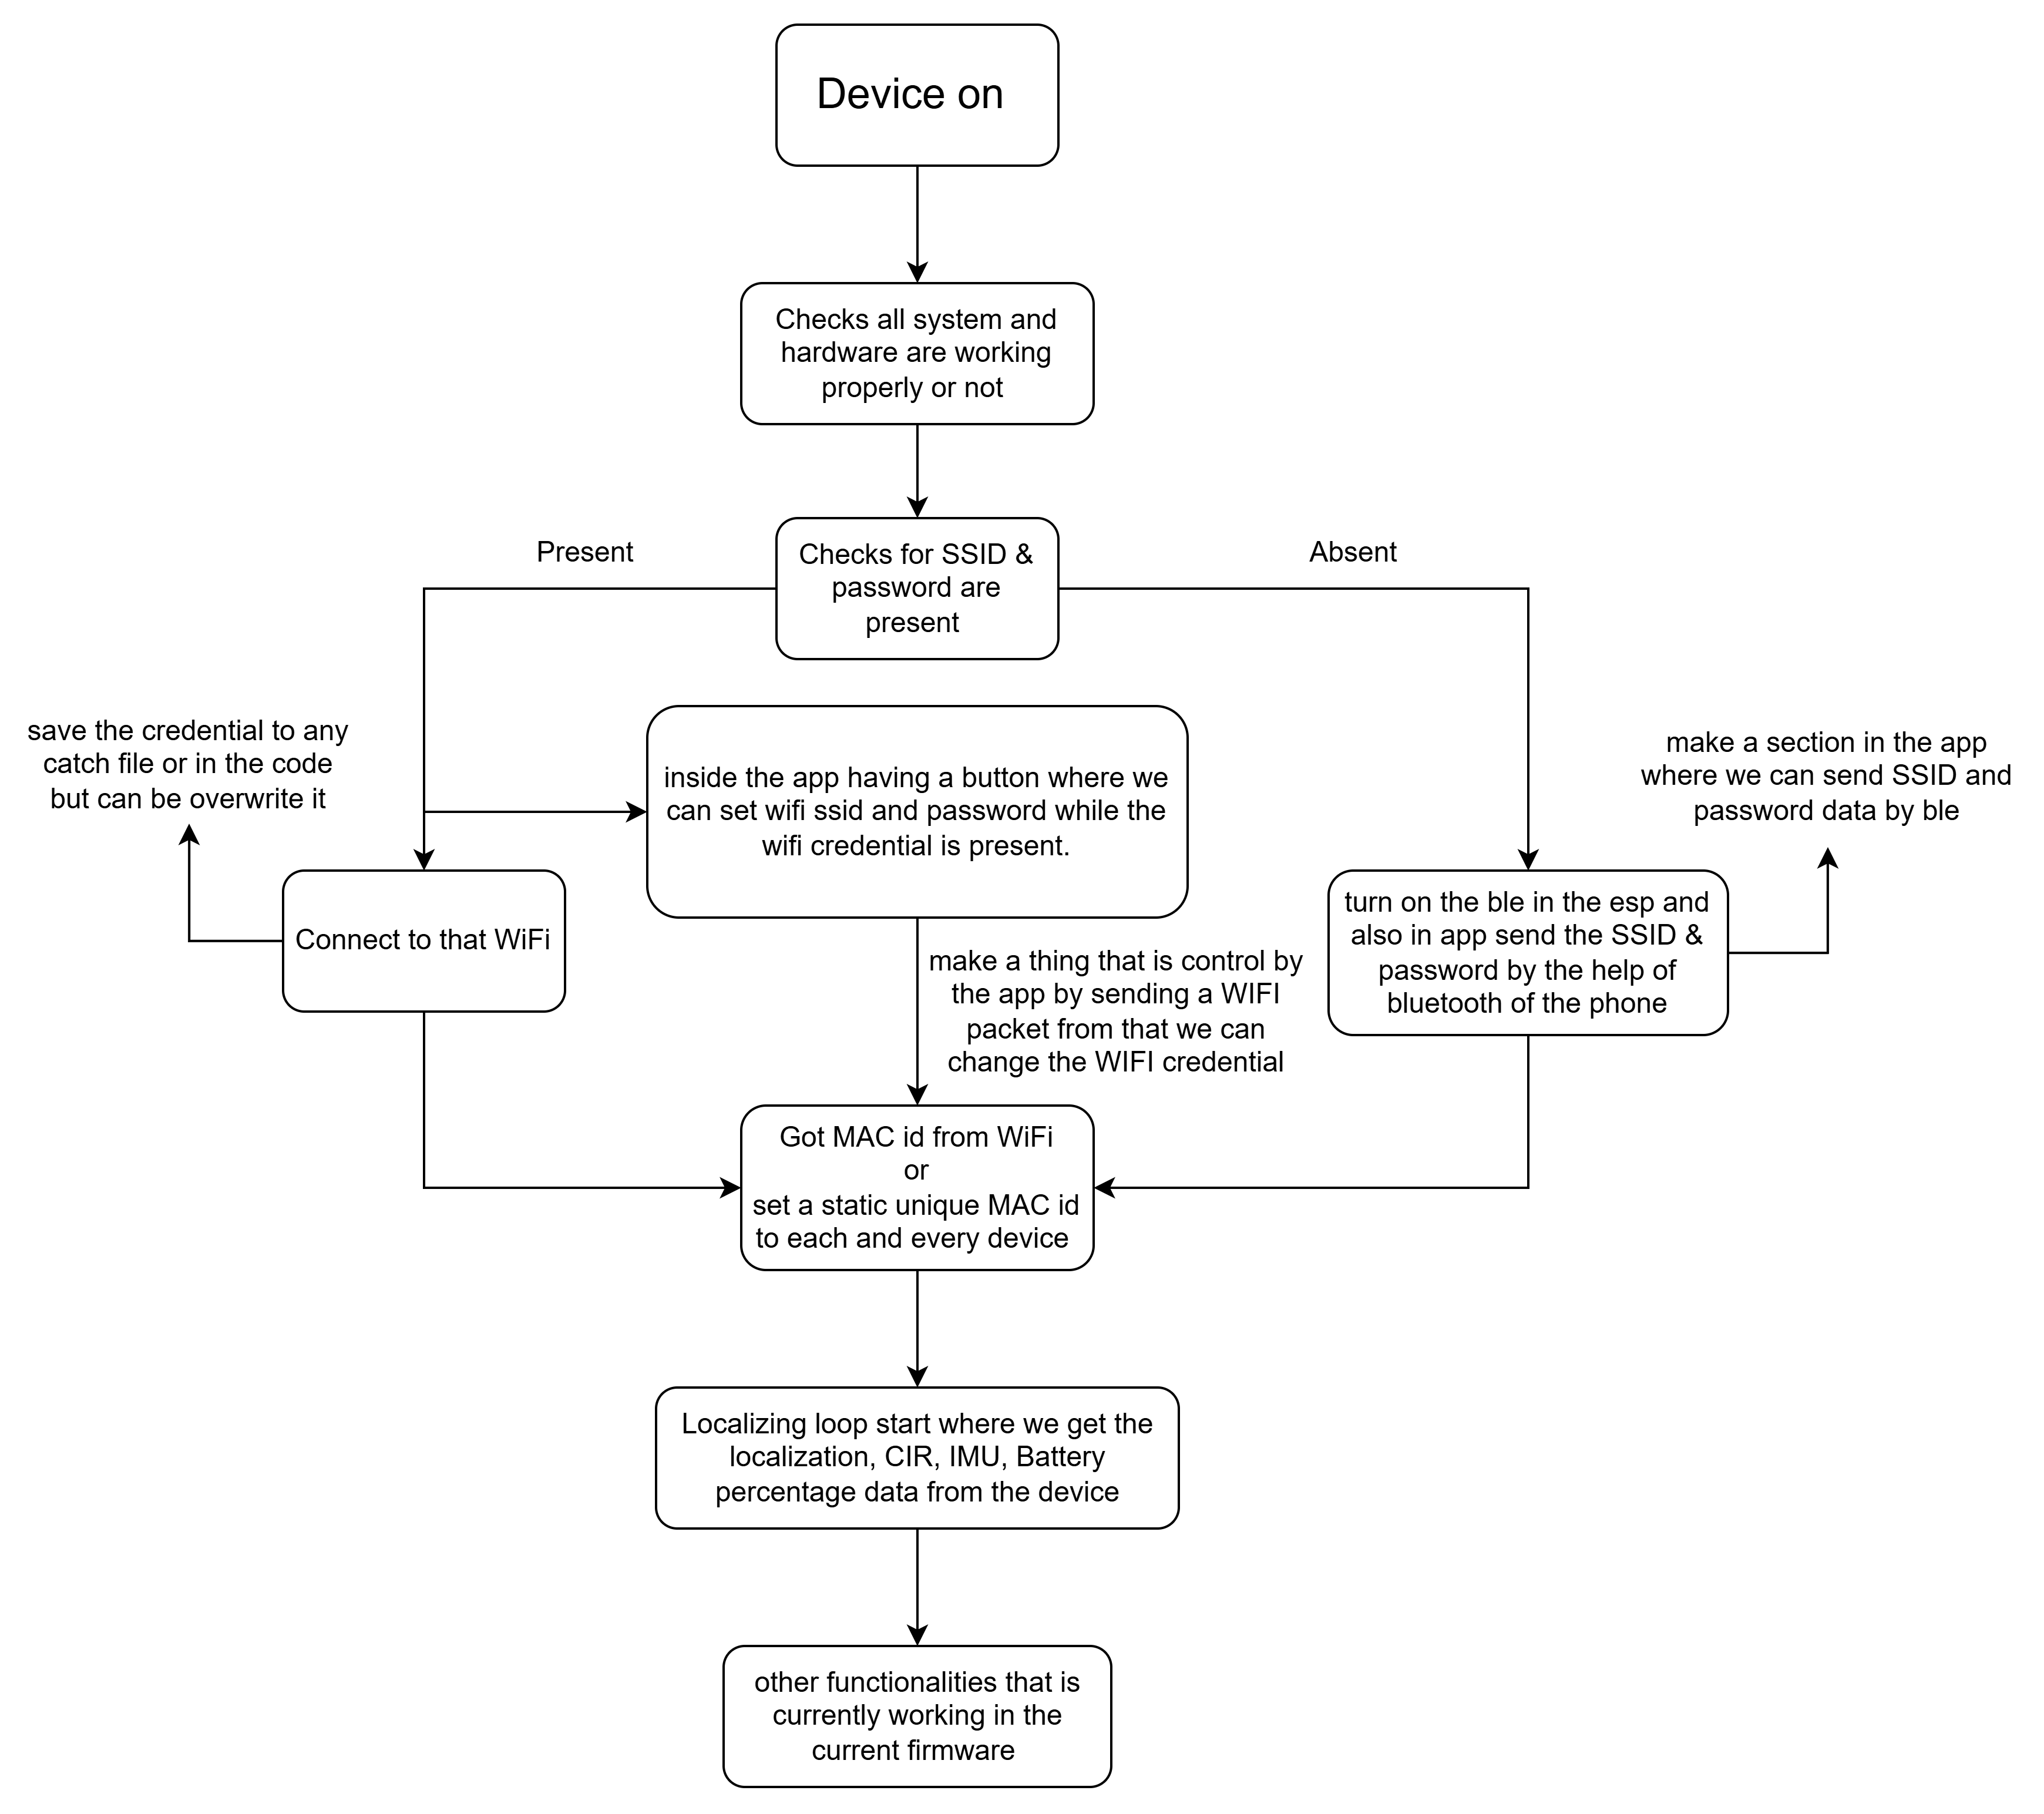 Device on
Checks all system and
hardware are working
properly or not
Present
Checks for SSID &
password are
present
Absent
save the credential to any
catch file or in the code
but can be overwrite it
inside the app having a button where we
can set wifi ssid and password while the
wifi credential is present.
make a section in the app
where we can send SSID and
password data by ble
Connect to that WiFi
turn on the ble in the esp and
also in app send the SSID &
password by the help of
bluetooth of the phone
make a thing that is control by
the app by sending a WIFI
packet from that we can
change the WIFI credential
Got MAC id from WiFi
or
set a static unique MAC id
to each and every device
Localizing loop start where we get the
localization, CIR, IMU, Battery
percentage data from the device
other functionalities that is
currently working in the
current firmware